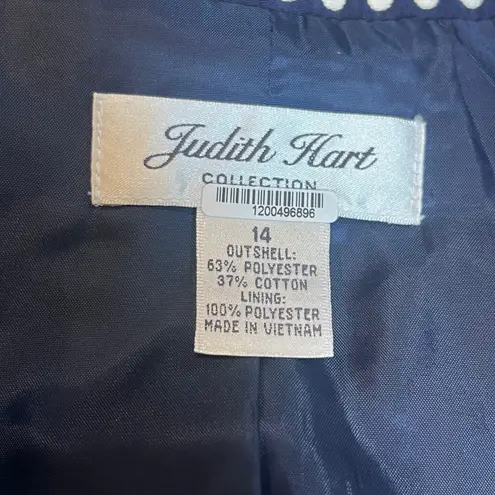 Judith Hart
COLLECTION
1200496896
14
OUTSHELL:
63% POLYESTER
37% COTTON
LINING:
100% POLYESTER
MADE IN VIETNAM